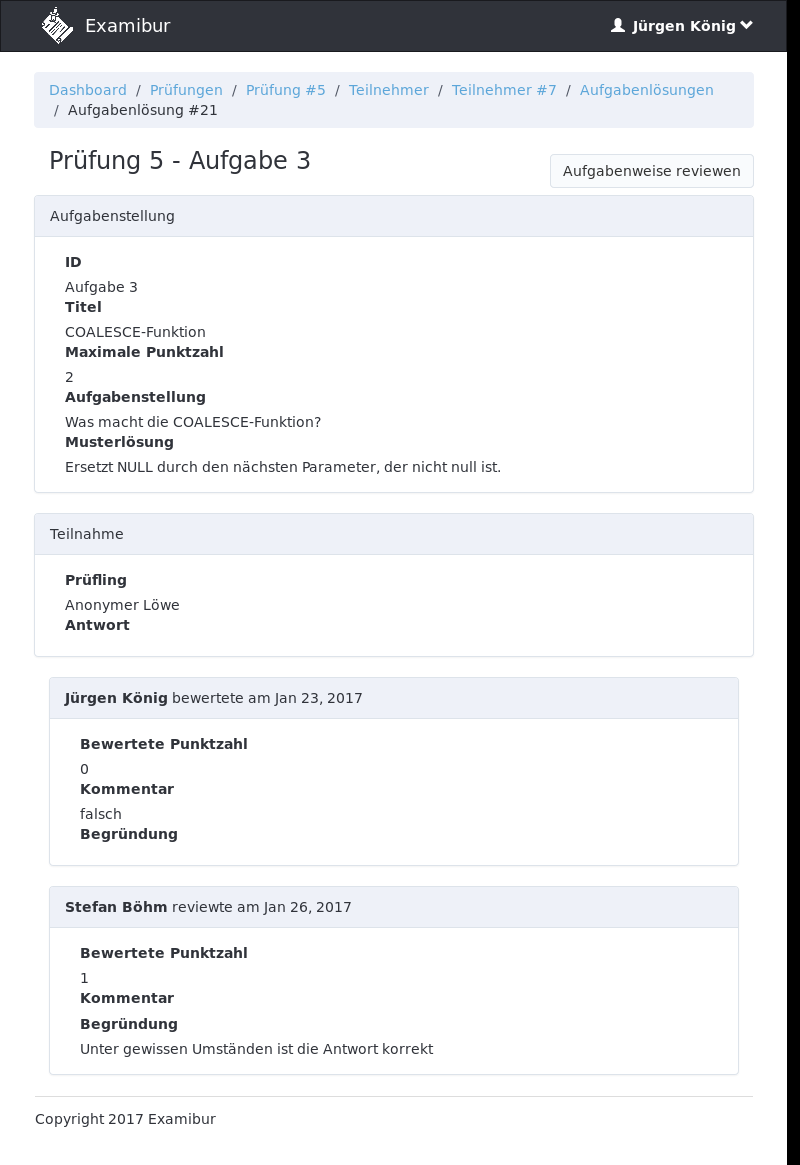 Examibur
Jürgen König
Dashboard / Prüfungen / Prüfung #5 / Teilnehmer / Teilnehmer #7 / Aufgabenlösungen
/ Aufgabenlösung #21
Prüfung 5 - Aufgabe 3
Aufgabenweise reviewen
Aufgabenstellung
ID
Aufgabe 3
Titel
COALESCE-Funktion
Maximale Punktzahl
2
Aufgabenstellung
Was macht die COALESCE-Funktion?
Musterlösung
Ersetzt NULL durch den nächsten Parameter, der nicht null ist.
Teilnahme
Prüfling
Anonymer Löwe
Antwort
Jürgen König bewertete am Jan 23, 2017
Bewertete Punktzahl
0
Kommentar
falsch
Begründung
Stefan Böhm reviewte am Jan 26, 2017
Bewertete Punktzahl
1
Kommentar
Begründung
Unter gewissen Umständen ist die Antwort korrekt
Copyright 2017 Examibur